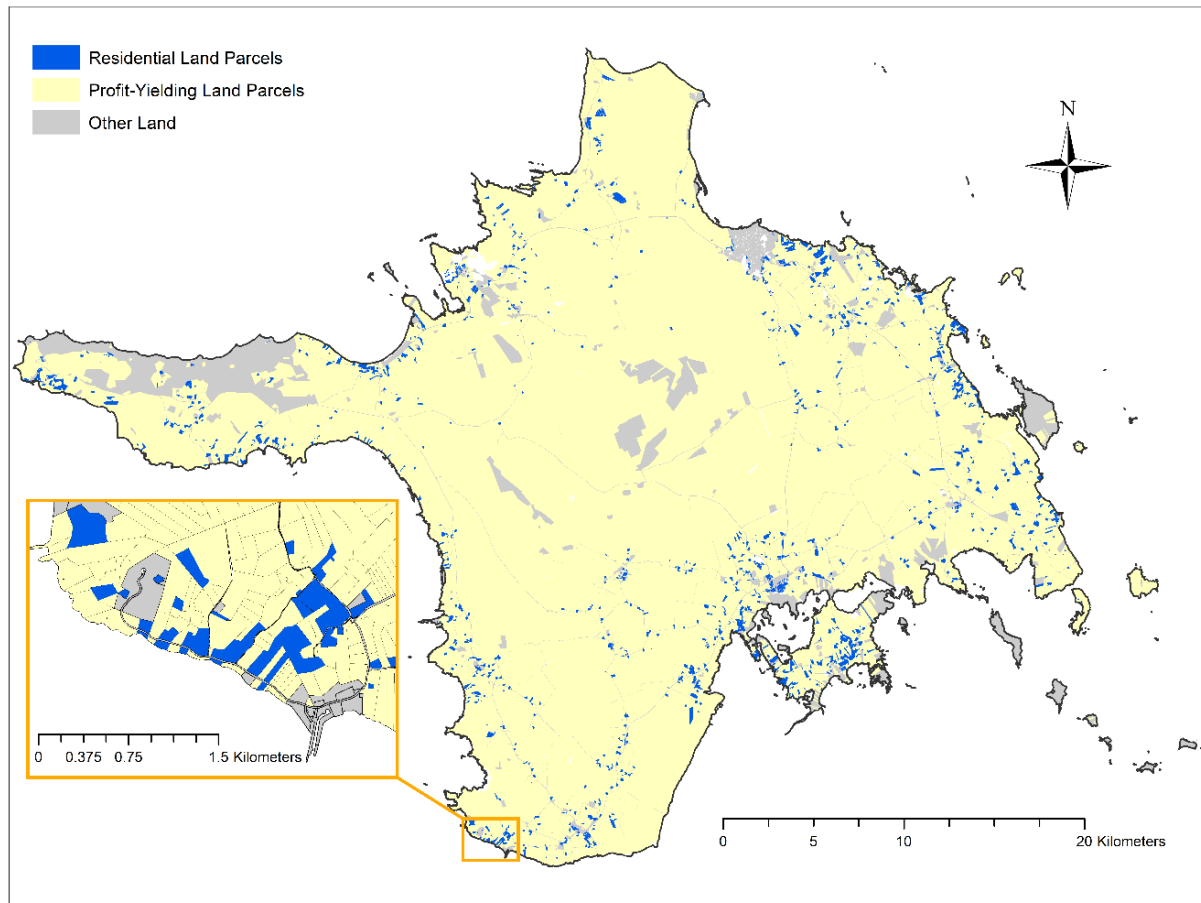 Residential Land Parcels
Profit-Yielding Land Parcels
Other Land
N
0 0.375 0.75 1.5 Kilometers
0 5 10 20 Kilometers